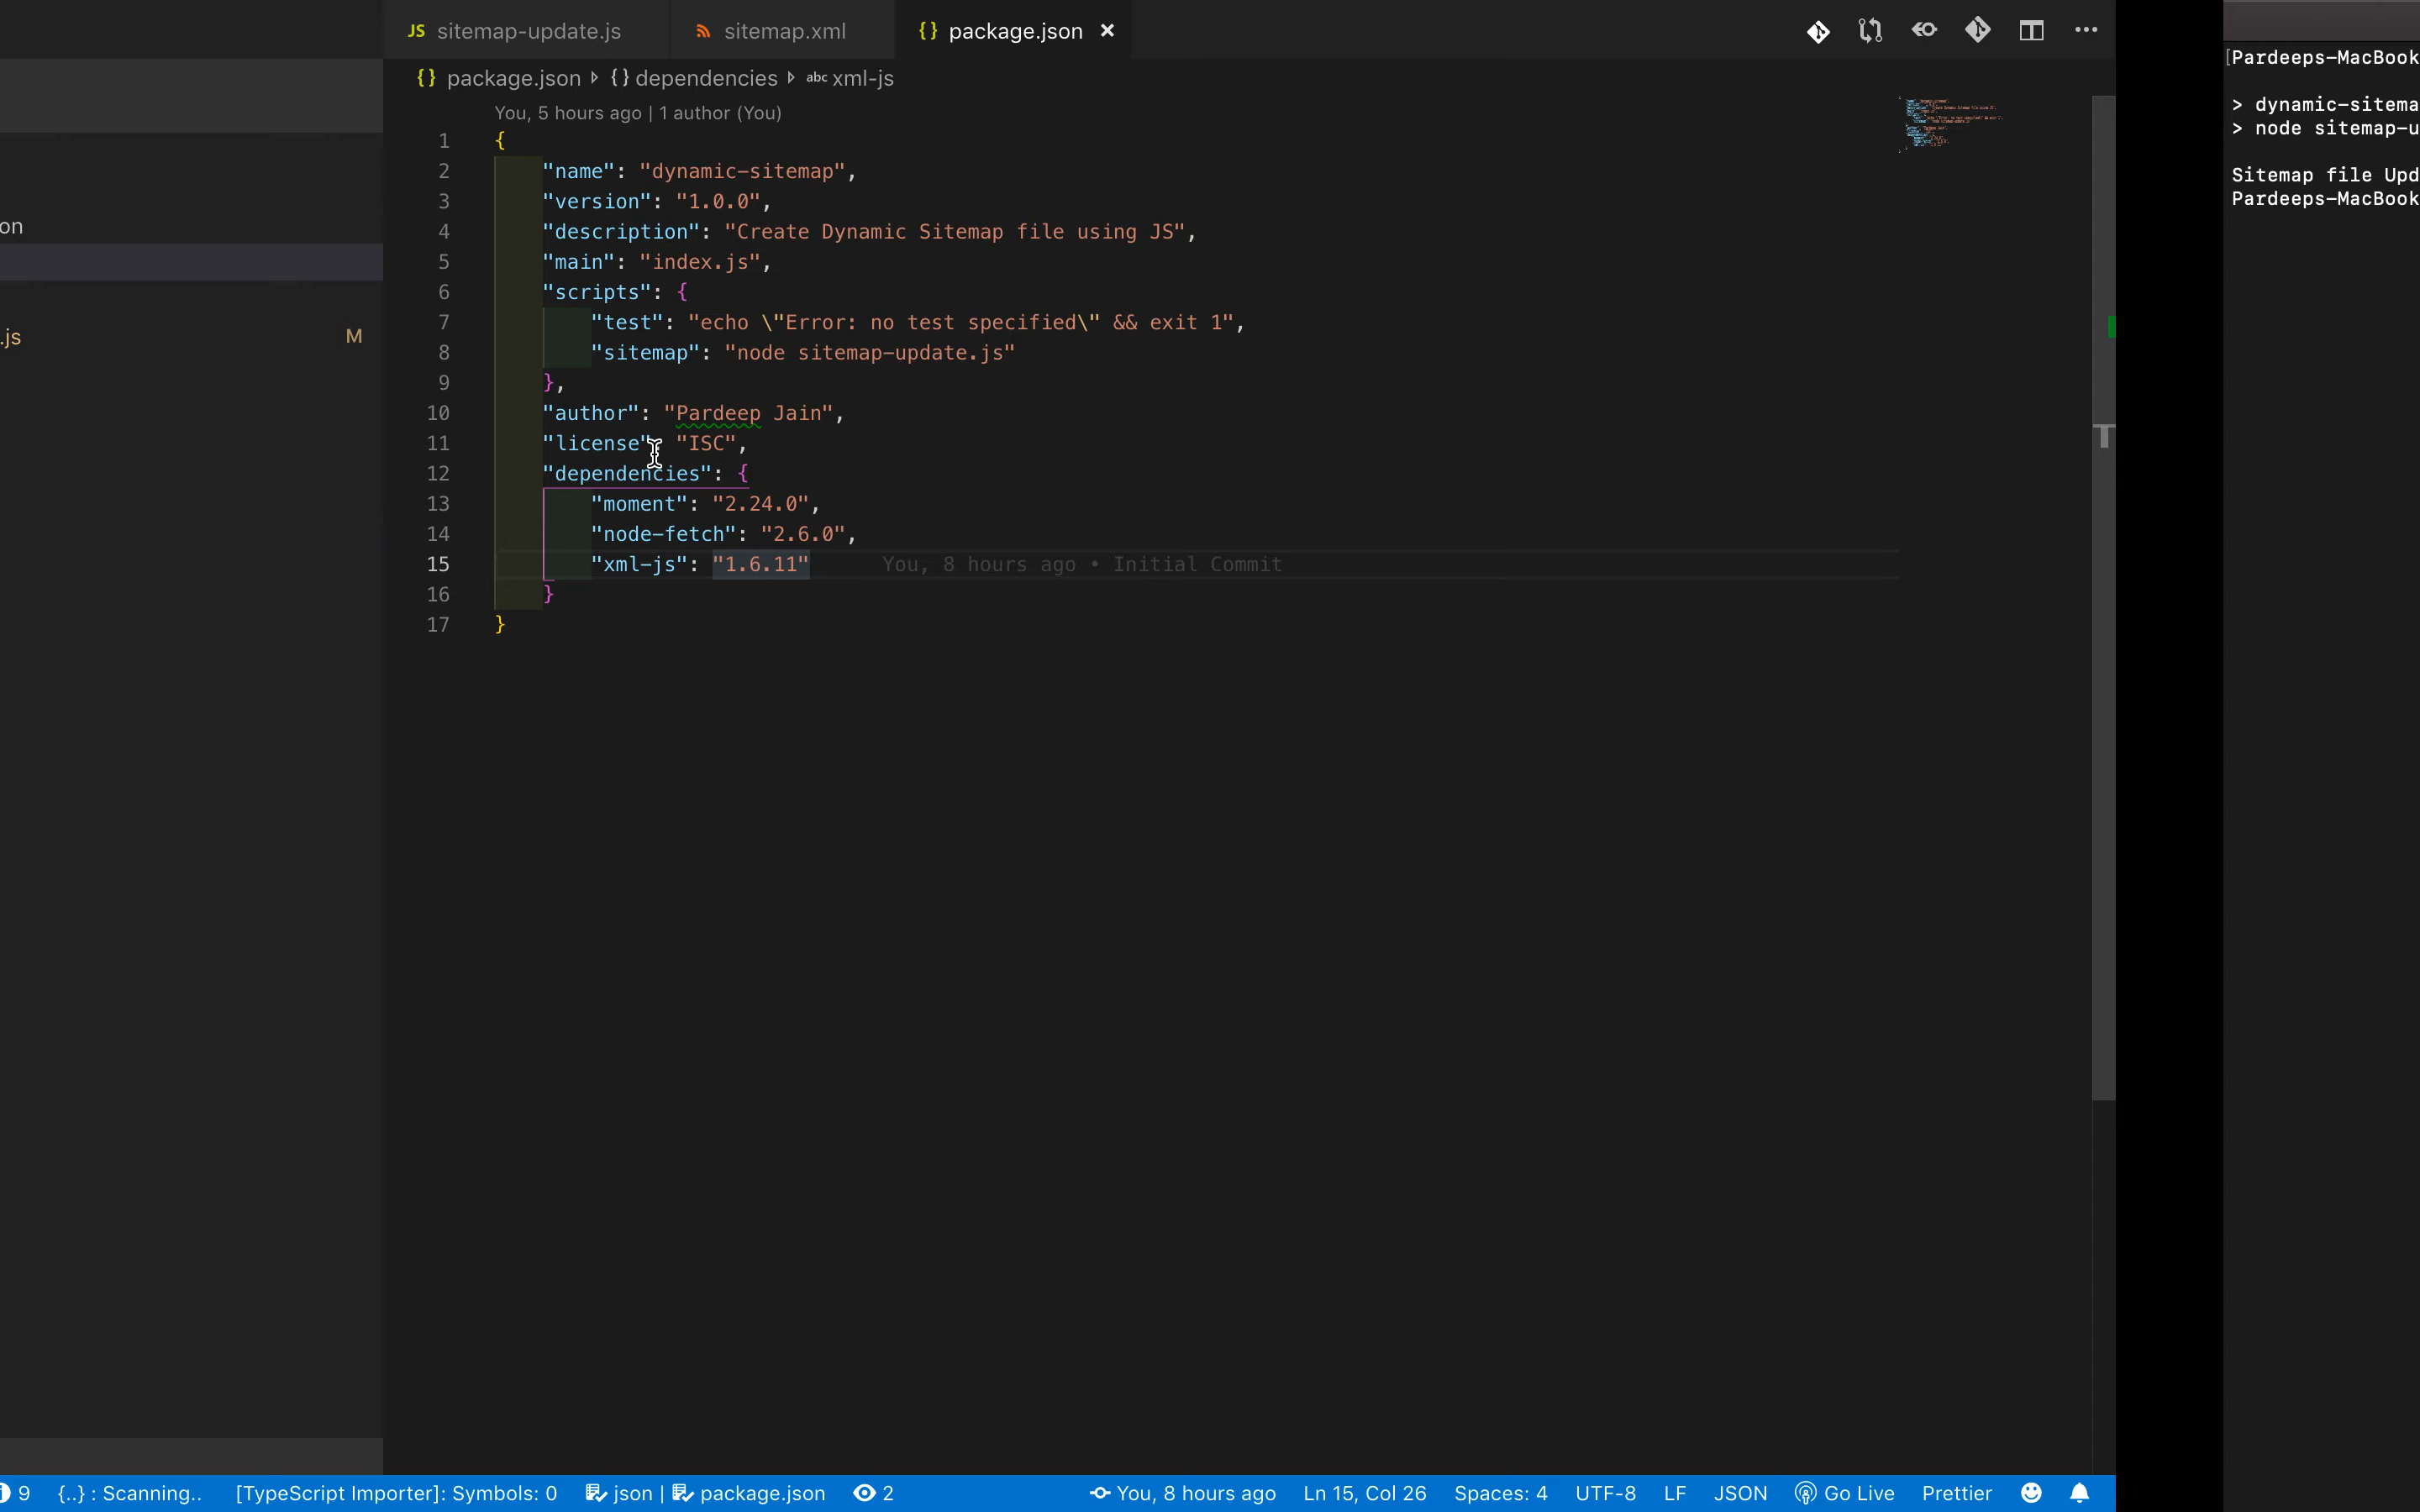 JS sitemap-update.js
sitemap.xml
{} package.json ×
{} package.json {} dependencies abc xml-js
You, 5 hours ago | 1 author (You)
1 {
2 "name": "dynamic-sitemap",
3 "version": "1.0.0",
4 "description": "Create Dynamic Sitemap file using JS",
5 "main": "index.js",
6 "scripts": {
7 "test": "echo \"Error: no test specified\" && exit 1",
8 "sitemap": "node sitemap-update.js"
9 },
10 "author": "Pardeep Jain",
11 "license": "ISC",
12 "dependencies": {
13 "moment": "2.24.0",
14 "node-fetch": "2.6.0",
15 "xml-js": "1.6.11" You, 8 hours ago • Initial Commit
16 }
17 }
on
.js M
[Pardeeps-MacBook
> dynamic-sitema
> node sitemap-u
Sitemap file Upd
Pardeeps-MacBook
9 {..} : Scanning.. [TypeScript Importer]: Symbols: 0 json | package.json 2 You, 8 hours ago Ln 15, Col 26 Spaces: 4 UTF-8 LF JSON Go Live Prettier